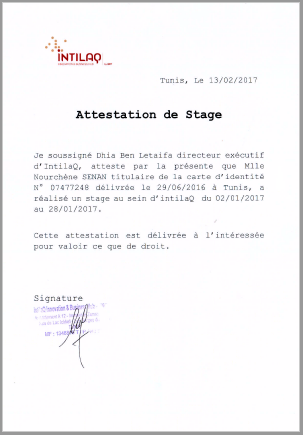 INTILAQ
Tunis, Le 13/02/2017
Attestation de Stage
Je soussigné Dhia Ben Letaifa directeur exécutif
d'IntilaQ, atteste par la présente que Mlle
Nourchène SENAN titulaire de la carte d'identité
N° 07477248 délivrée le 29/06/2016 à Tunis, a
réalisé un stage au sein d'intilaQ du 02/01/2017
au 28/01/2017.
Cette attestation est délivrée à l'intéressée
pour valoir ce que de droit.
Signature